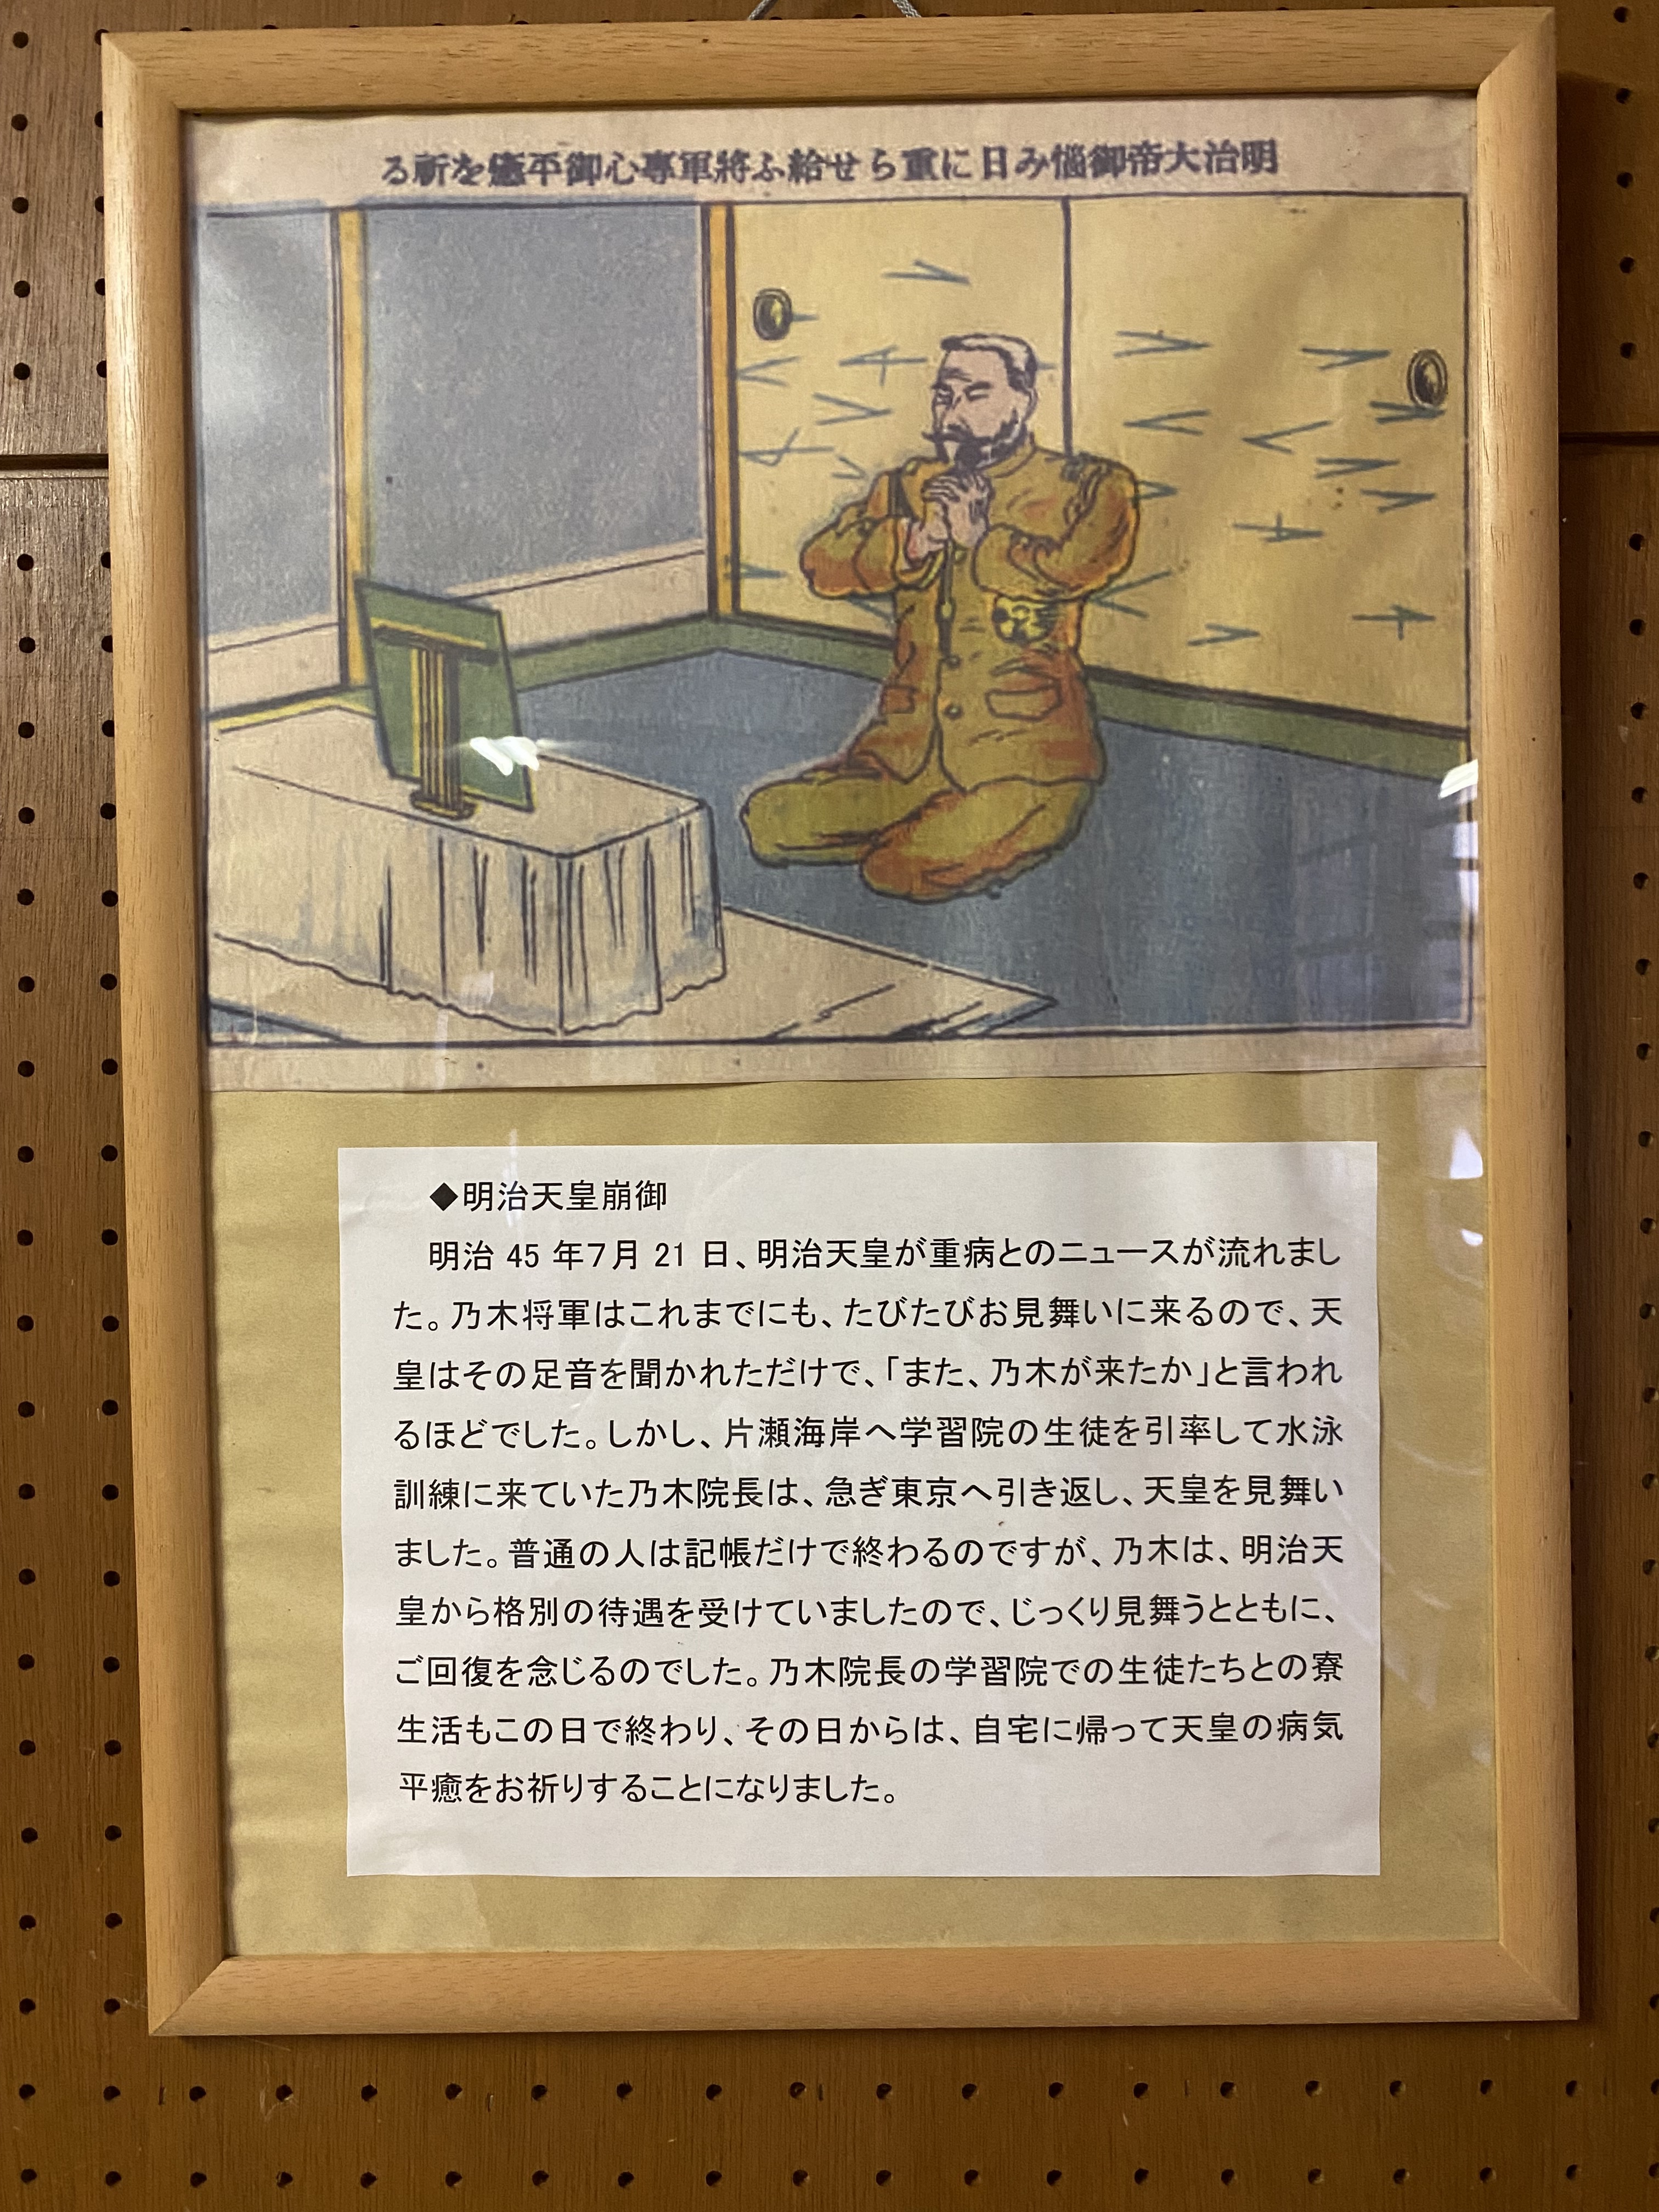 明治大帝御悩み日に重らせ給ふ將軍專心御平癒を祈る
◆明治天皇崩御
明治 45 年７月 21 日、明治天皇が重病とのニュースが流れまし
た。乃木将軍はこれまでにも、たびたびお見舞いに来るので、天
皇はその足音を聞かれただけで、「また、乃木が来たか」と言われ
るほどでした。しかし、片瀬海岸へ学習院の生徒を引率して水泳
訓練に来ていた乃木院長は、急ぎ東京へ引き返し、天皇を見舞い
ました。普通の人は記帳だけで終わるのですが、乃木は、明治天
皇から格別の待遇を受けていましたので、じっくり見舞うとともに、
ご回復を念じるのでした。乃木院長の学習院での生徒たちとの寮
生活もこの日で終わり、その日からは、自宅に帰って天皇の病気
平癒をお祈りすることになりました。